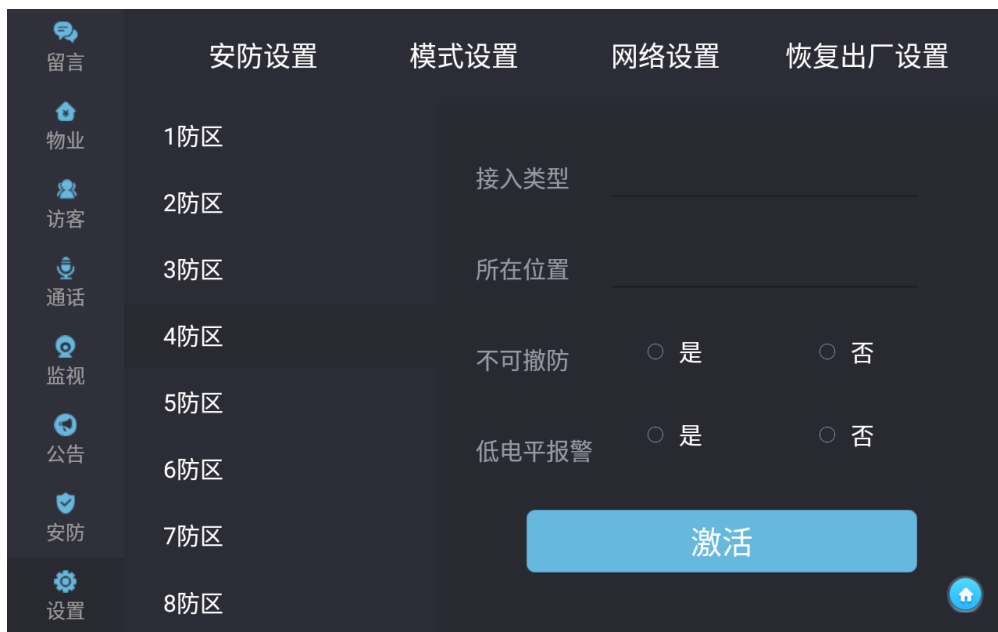 留言
物业
访客
通话
监视
公告
安防
设置
安防设置 模式设置 网络设置 恢复出厂设置
1防区
2防区
3防区
4防区
5防区
6防区
7防区
8防区
接入类型
所在位置
不可撤防 是 否
低电平报警 是 否
激活